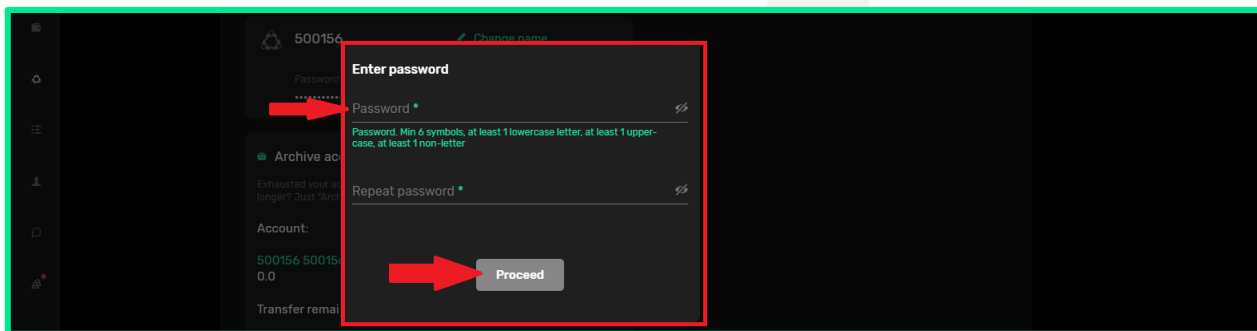 500156
Change name
Password
Enter password
Password *
Password. Min 6 symbols, at least 1 lowercase letter, at least 1 upper-
case, at least 1 non-letter
Archive
Exhausted your
longer? Just "Arch
Repeat password *
Account:
500156 500156
0.0
Proceed
Transfer remai